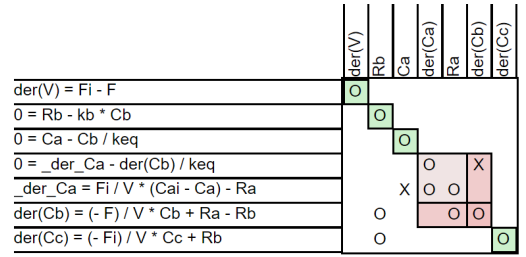 der(V) Rb Ca der(Ca) Ra der(Cb) der(Cc)
der(V) = Fi - F O
0 = Rb - kb * Cb O
0 = Ca - Cb / keq O
0 = _der_Ca - der(Cb) / keq O X
_der_Ca = Fi / V * (Cai - Ca) - Ra X O O
der(Cb) = (- F) / V * Cb + Ra - Rb O O O
der(Cc) = (- Fi) / V * Cc + Rb O O